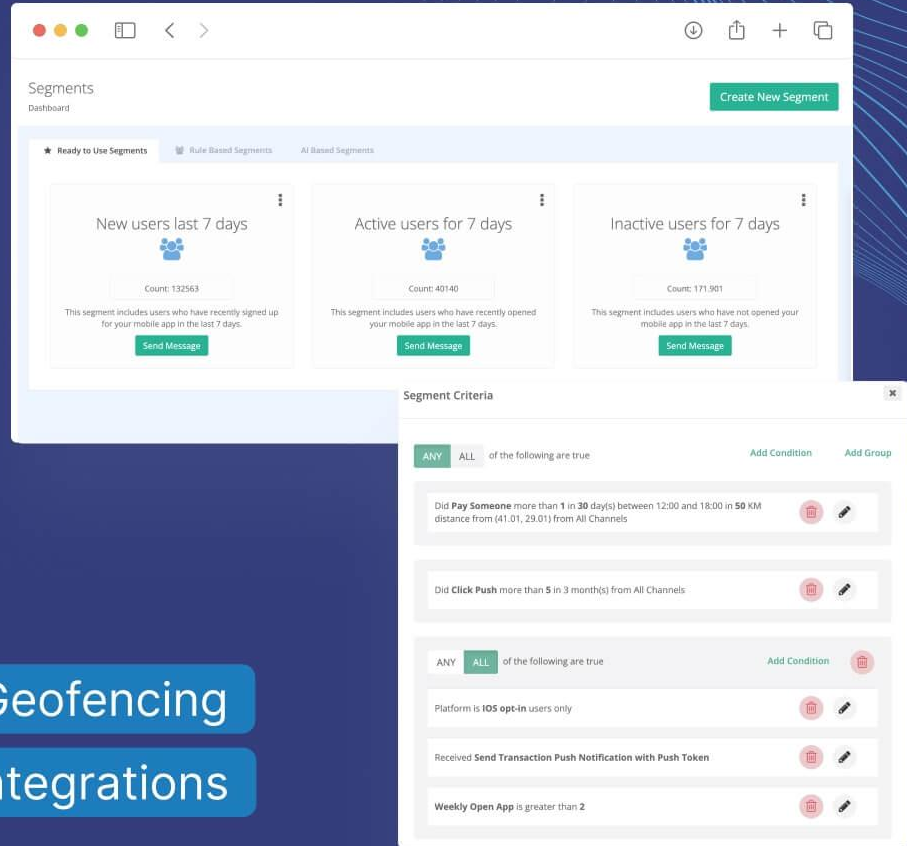 Segments
Dashboard
Create New Segment
Ready to Use Segments
Rule Based Segments
AI Based Segments
New users last 7 days
Count: 132563
This segment includes users who have recently signed up
for your mobile app in the last 7 days.
Send Message
Active users for 7 days
Count: 40140
This segment includes users who have recently opened
your mobile app in the last 7 days.
Send Message
Inactive users for 7 days
Count: 171.901
This segment includes users who have not opened your
mobile app in the last 7 days.
Send Message
Segment Criteria
ANY ALL of the following are true
Add Condition
Add Group
Did Pay Someone more than 1 in 30 day(s) between 12:00 and 18:00 in 50 KM
distance from (41.01, 29.01) from All Channels
Did Click Push more than 5 in 3 month(s) from All Channels
ANY ALL of the following are true
Add Condition
Platform is IOS opt-in users only
Received Send Transaction Push Notification with Push Token
Weekly Open App is greater than 2
Geofencing
ntegrations